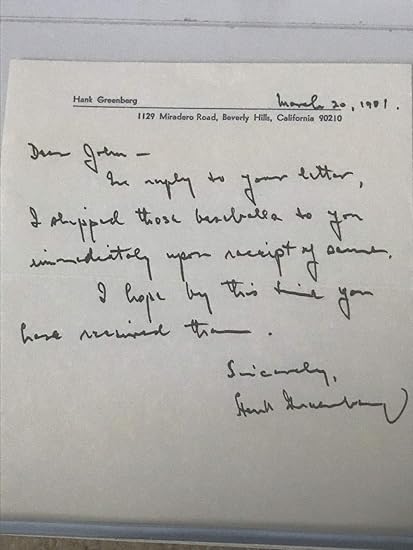 Hank Greenberg
March 20, 1981.
1129 Miradero Road, Beverly Hills, California 90210
Dear John —
In reply to your letter,
I shipped those baseballs to you
immediately upon receipt of same.
I hope by this time you
have received them.
Sincerely,
Hank Greenberg